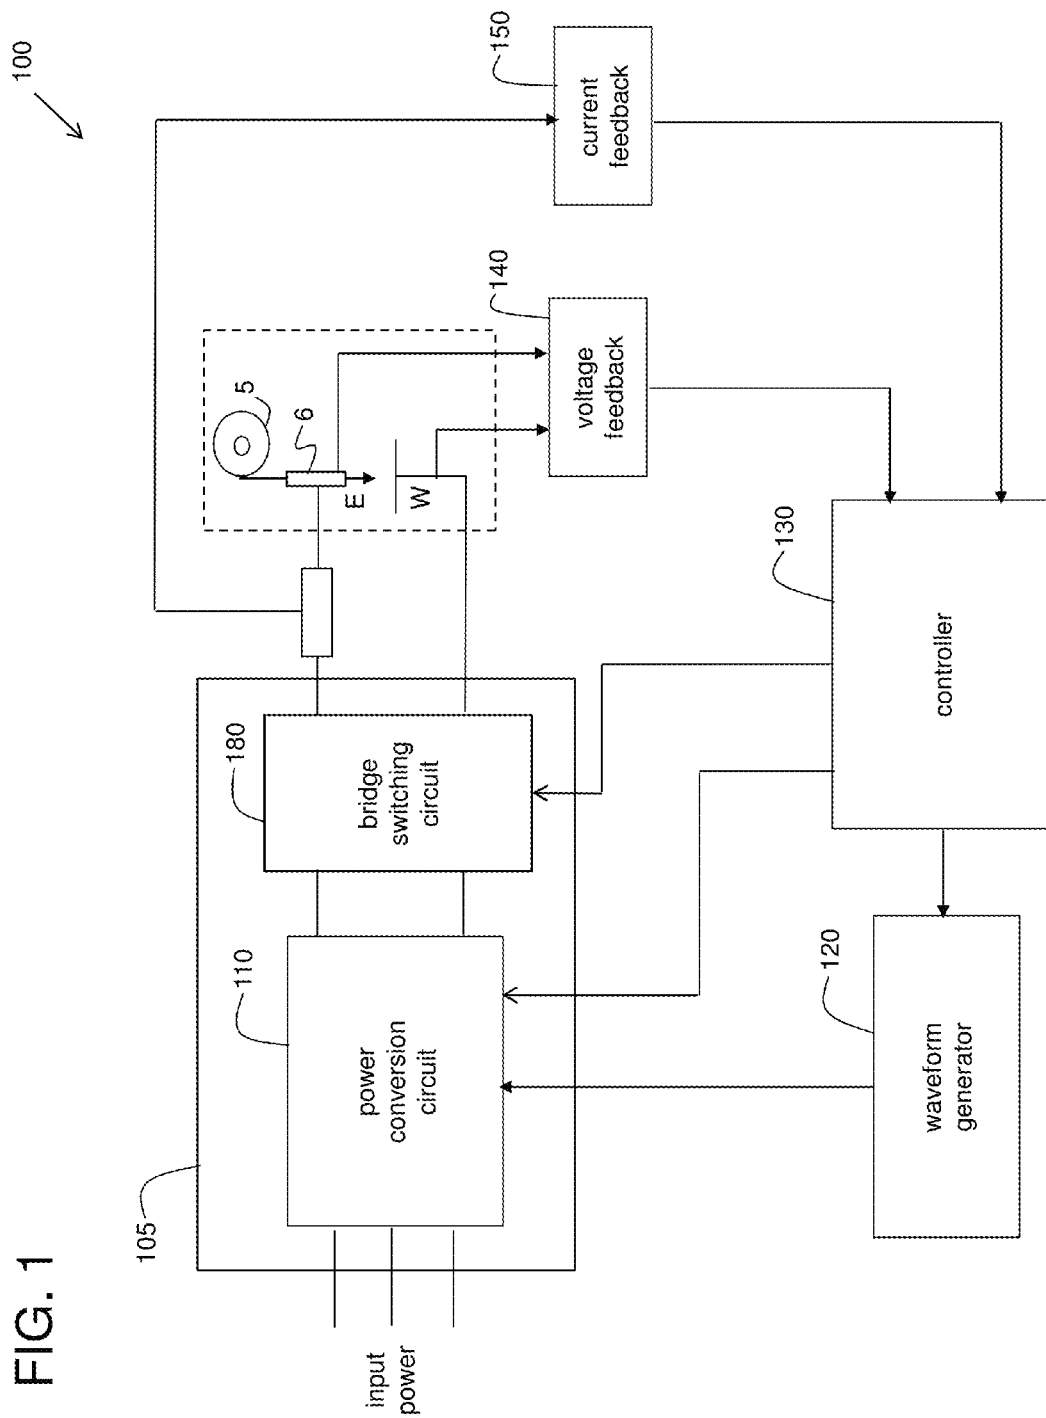 FIG. 1
100
105
input
power
110
power
conversion
circuit
180
bridge
switching
circuit
5
6
E
W
140
voltage
feedback
150
current
feedback
130
controller
120
waveform
generator